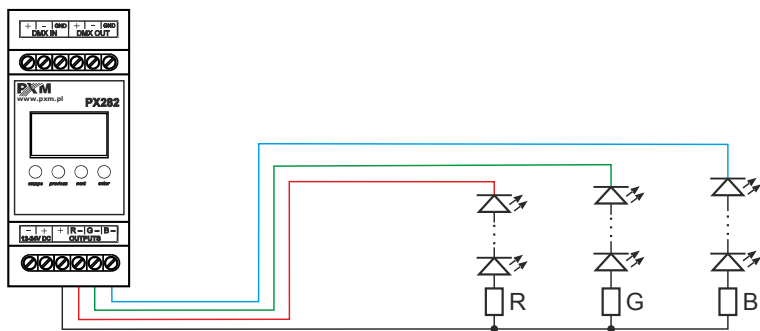 + - GND + - GND
DMX IN DMX OUT
PXM
www.pxm.pl
PX282
escape previous next enter
- + + R- G- B-
12-24V DC OUTPUTS
R G B